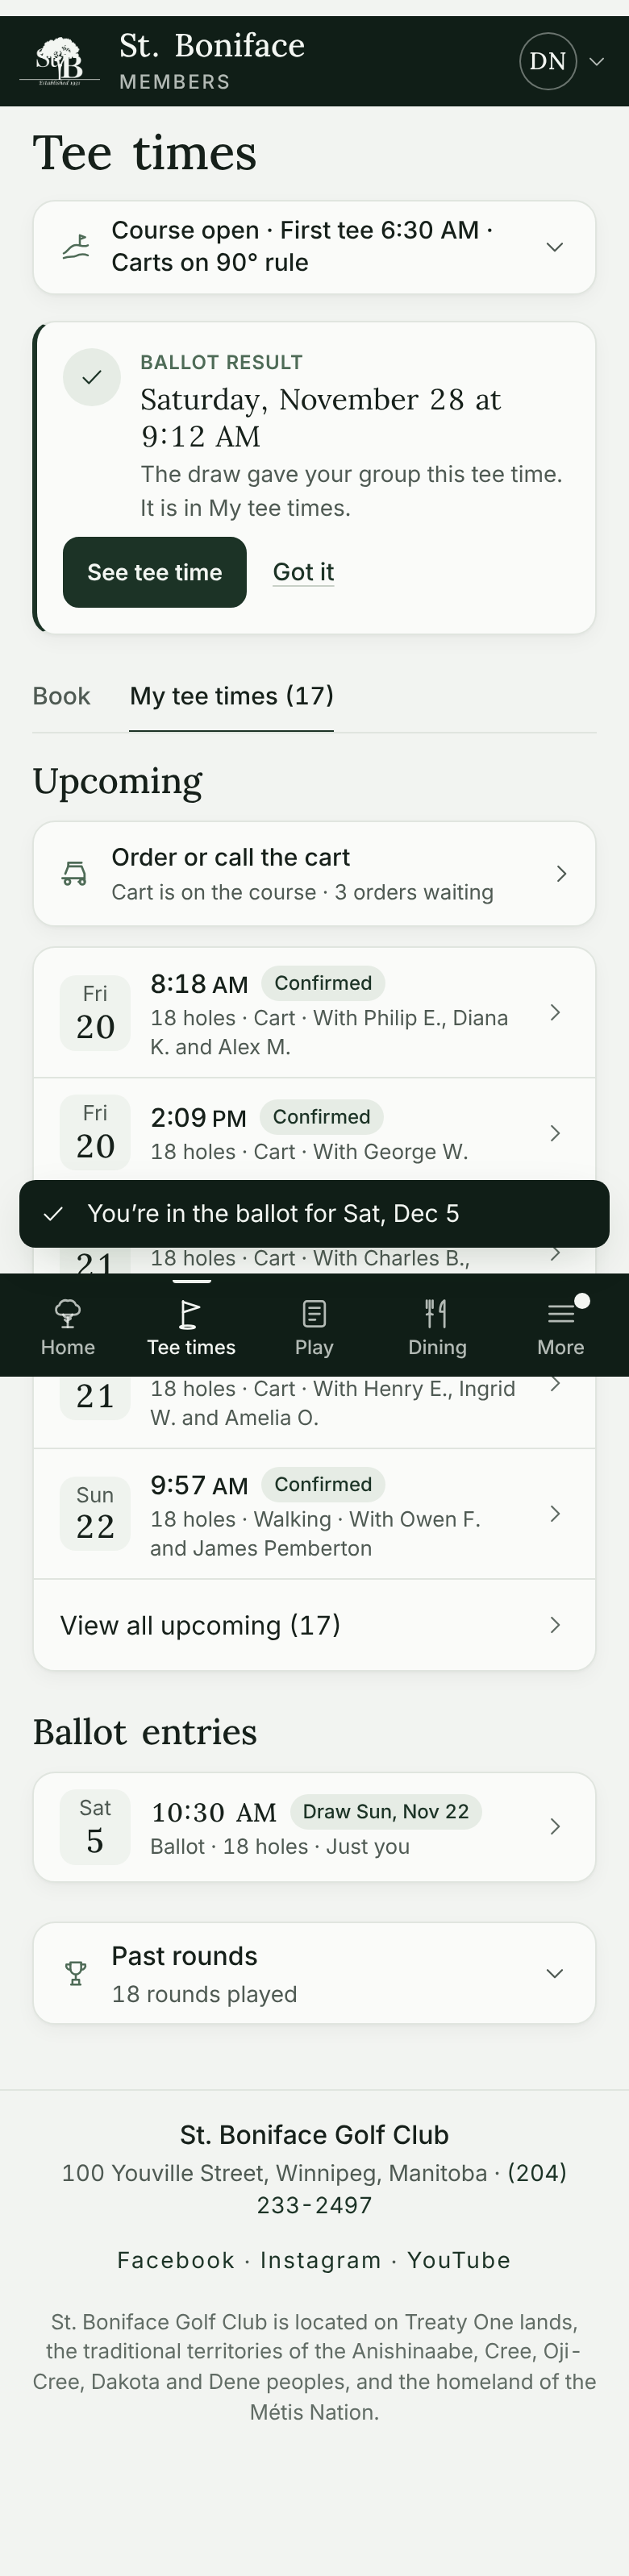 StB
Established 1931
St. Boniface
MEMBERS
DN
Tee times
Course open · First tee 6:30 AM ·
Carts on 90° rule
BALLOT RESULT
Saturday, November 28 at
9:12 AM
The draw gave your group this tee time.
It is in My tee times.
See tee time
Got it
Book
My tee times (17)
Upcoming
Order or call the cart
Cart is on the course · 3 orders waiting
Fri
20
8:18 AM
Confirmed
18 holes · Cart · With Philip E., Diana
K. and Alex M.
Fri
20
2:09 PM
Confirmed
18 holes · Cart · With George W.
You’re in the ballot for Sat, Dec 5
21
18 holes · Cart · With Charles B.,
Home
Tee times
Play
Dining
More
21
18 holes · Cart · With Henry E., Ingrid
W. and Amelia O.
Sun
22
9:57 AM
Confirmed
18 holes · Walking · With Owen F.
and James Pemberton
View all upcoming (17)
Ballot entries
Sat
5
10:30 AM
Draw Sun, Nov 22
Ballot · 18 holes · Just you
Past rounds
18 rounds played
St. Boniface Golf Club
100 Youville Street, Winnipeg, Manitoba · (204)
233-2497
Facebook · Instagram · YouTube
St. Boniface Golf Club is located on Treaty One lands,
the traditional territories of the Anishinaabe, Cree, Oji-
Cree, Dakota and Dene peoples, and the homeland of the
Métis Nation.